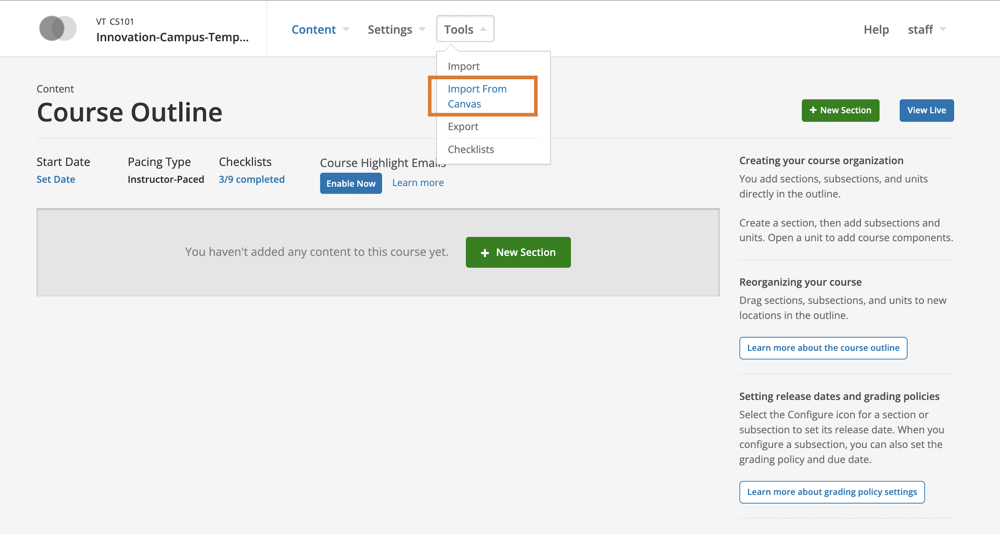 VT CS101
Innovation-Campus-Temp...
Content
Settings
Tools
Help
staff
Import
Import From
Canvas
Export
Checklists
Content
Course Outline
+ New Section
View Live
Start Date
Set Date
Pacing Type
Instructor-Paced
Checklists
3/9 completed
Course Highlight Emails
Enable Now
Learn more
You haven't added any content to this course yet.
+ New Section
Creating your course organization
You add sections, subsections, and units
directly in the outline.
Create a section, then add subsections and
units. Open a unit to add course components.
Reorganizing your course
Drag sections, subsections, and units to new
locations in the outline.
Learn more about the course outline
Setting release dates and grading policies
Select the Configure icon for a section or
subsection to set its release date. When you
configure a subsection, you can also set the
grading policy and due date.
Learn more about grading policy settings